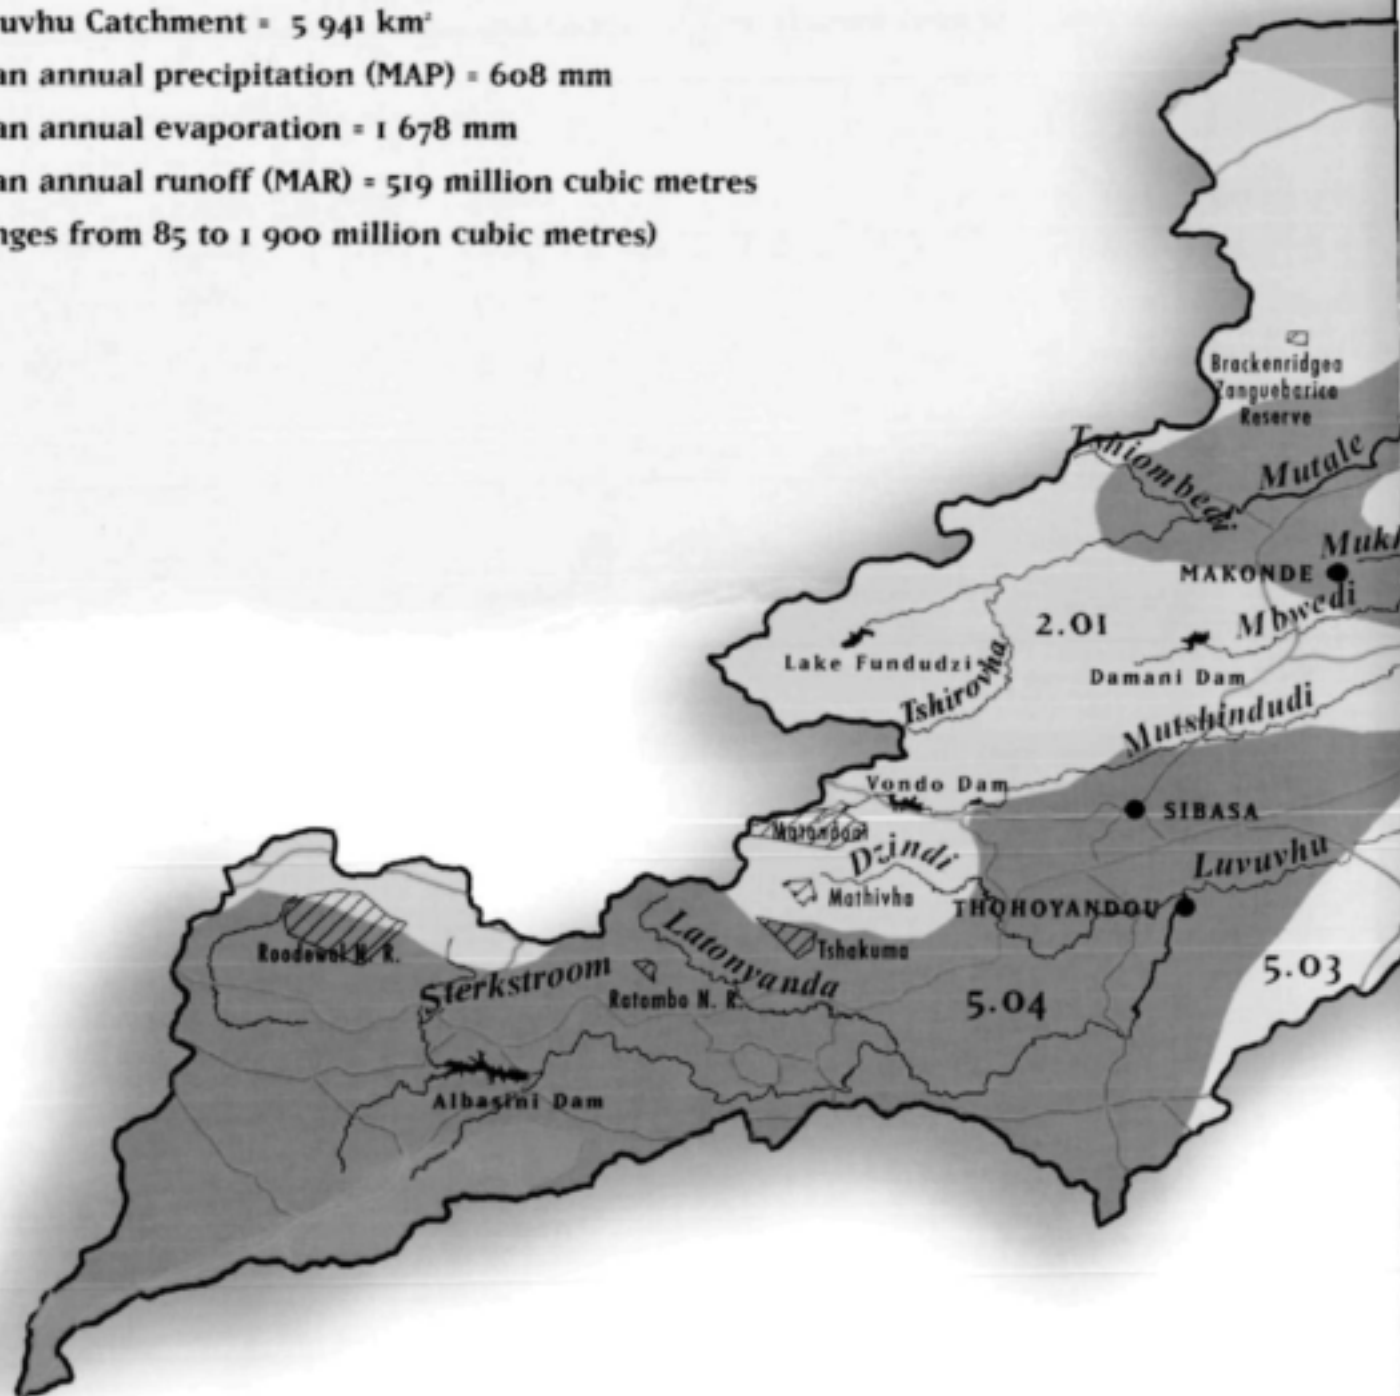 uvhu Catchment = 5 941 km²
an annual precipitation (MAP) = 608 mm
an annual evaporation = 1 678 mm
an annual runoff (MAR) = 519 million cubic metres
nges from 85 to 1 900 million cubic metres)
Brackenridgea
Zanguebarica
Reserve
Tshiombedi
Mutale
Mukh
MAKONDE
Mbwedi
2.01
Lake Fundudzi
Tshirovha
Damani Dam
Mutshindudi
Vondo Dam
SIBASA
Dzindi
Luvuvhu
Mathivha
THOHOYANDOU
Tshakuma
Latonyanda
Roodewal N. R.
Sterkstroom
Ratombo N. R.
5.03
5.04
Albasini Dam